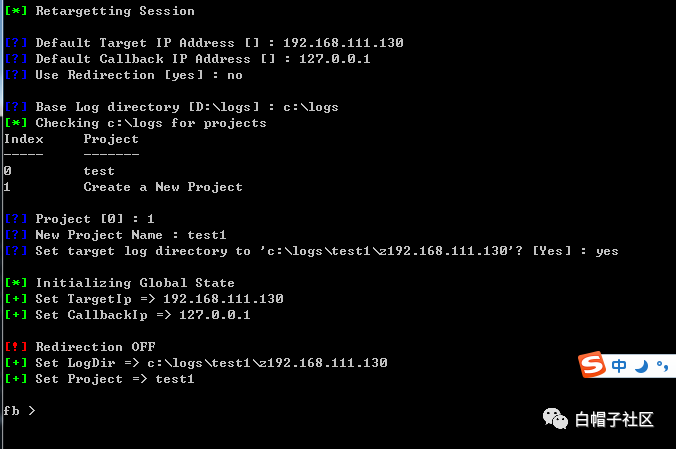 [*] Retargetting Session
[?] Default Target IP Address [] : 192.168.111.130
[?] Default Callback IP Address [] : 127.0.0.1
[?] Use Redirection [yes] : no
[?] Base Log directory [D:\logs] : c:\logs
[*] Checking c:\logs for projects
Index     Project
-----     -------
0         test
1         Create a New Project
[?] Project [0] : 1
[?] New Project Name : test1
[?] Set target log directory to 'c:\logs\test1\z192.168.111.130'? [Yes] : yes
[*] Initializing Global State
[+] Set TargetIp => 192.168.111.130
[+] Set CallbackIp => 127.0.0.1
[!] Redirection OFF
[+] Set LogDir => c:\logs\test1\z192.168.111.130
S 中
[+] Set Project => test1
fb >
白帽子社区